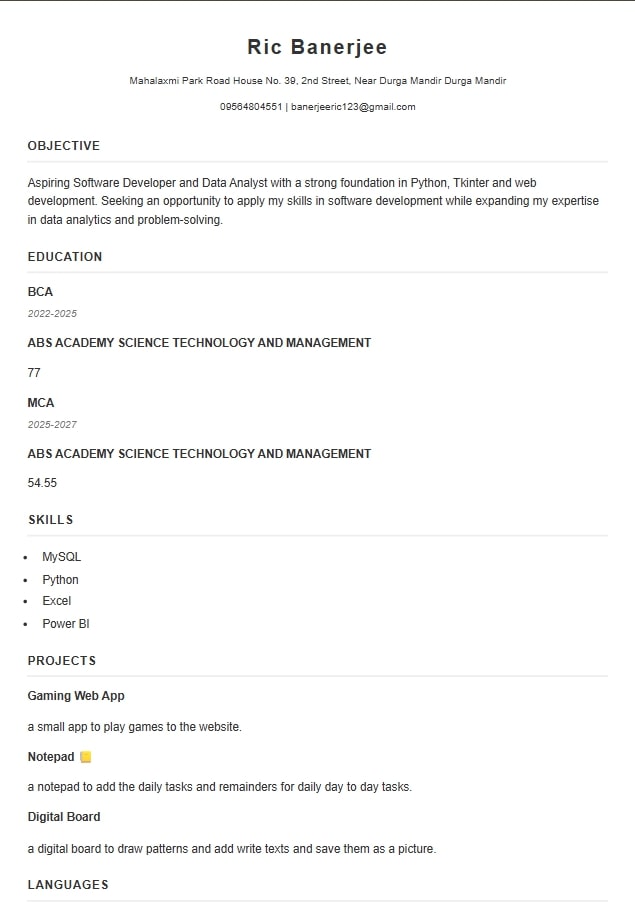 Ric Banerjee
Mahalaxmi Park Road House No. 39, 2nd Street, Near Durga Mandir Durga Mandir
09564804551 | banerjeeric123@gmail.com
OBJECTIVE
Aspiring Software Developer and Data Analyst with a strong foundation in Python, Tkinter and web
development. Seeking an opportunity to apply my skills in software development while expanding my expertise
in data analytics and problem-solving.
EDUCATION
BCA
2022-2025
ABS ACADEMY SCIENCE TECHNOLOGY AND MANAGEMENT
77
MCA
2025-2027
ABS ACADEMY SCIENCE TECHNOLOGY AND MANAGEMENT
54.55
SKILLS
• MySQL
• Python
• Excel
• Power BI
PROJECTS
Gaming Web App
a small app to play games to the website.
Notepad 📒
a notepad to add the daily tasks and remainders for daily day to day tasks.
Digital Board
a digital board to draw patterns and add write texts and save them as a picture.
LANGUAGES